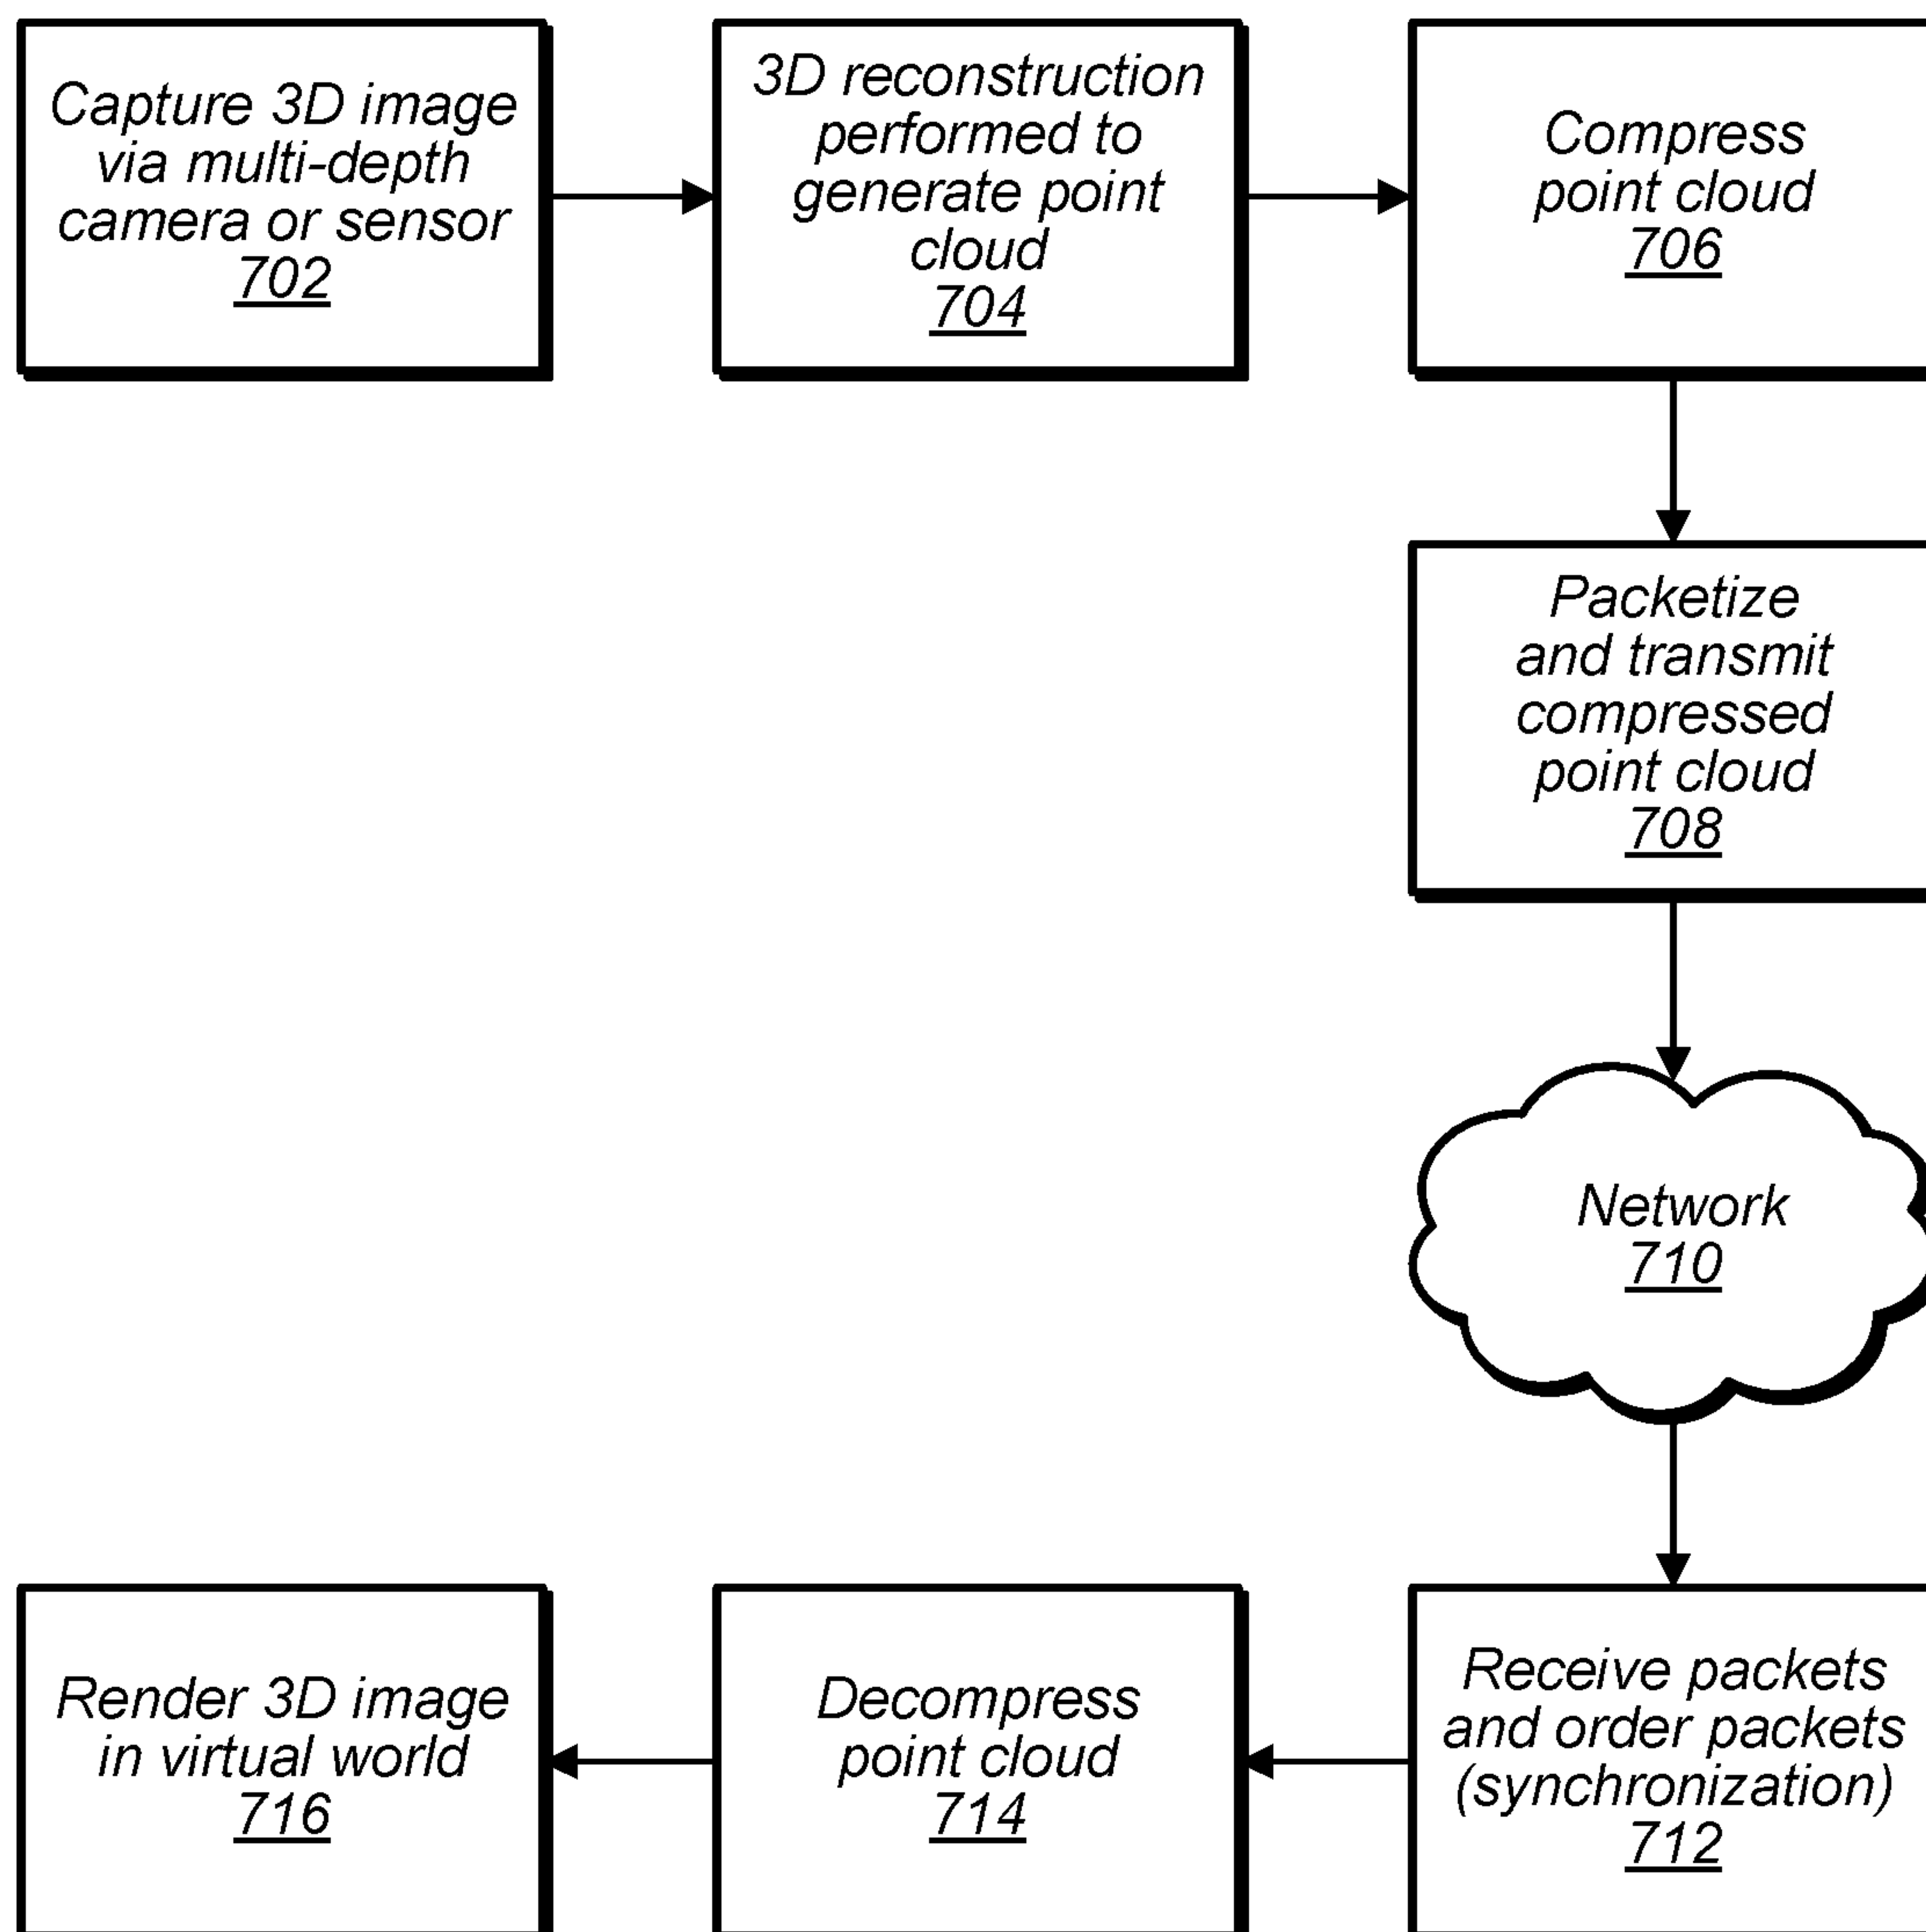 Capture 3D image
via multi-depth
camera or sensor
702
3D reconstruction
performed to
generate point
cloud
704
Compress
point cloud
706
Packetize
and transmit
compressed
point cloud
708
Network
710
Receive packets
and order packets
(synchronization)
712
Decompress
point cloud
714
Render 3D image
in virtual world
716